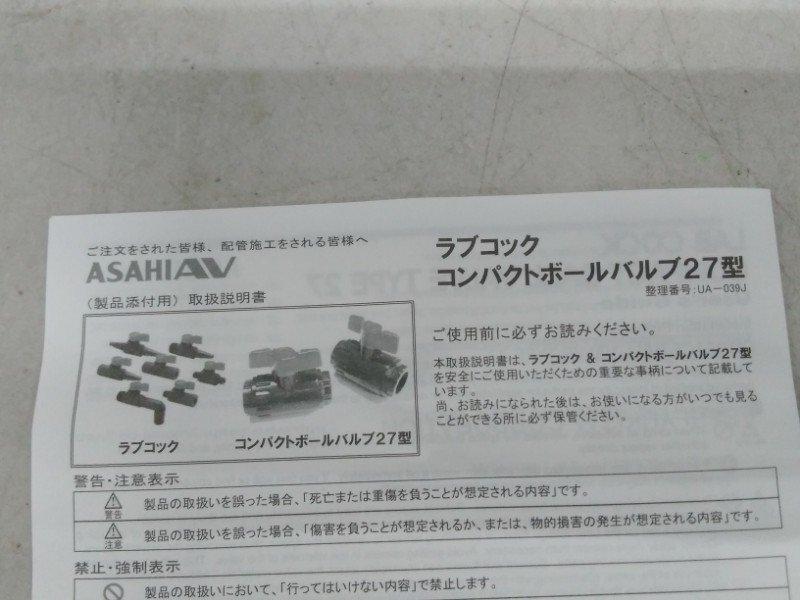 ご注文をされた皆様、配管施工をされる皆様へ
ASAHI AV
(製品添付用) 取扱説明書
ラブコック
コンパクトボールバルブ27型
ラブコック
コンパクトボールバルブ27型
整理番号:UA-039J
ご使用前に必ずお読みください。
本取扱説明書は、ラブコック & コンパクトボールバルブ27型
を安全にご使用いただくための重要な事柄について記載して
います。
尚、お読みになられた後は、お使いになる方がいつでも見る
ことができる所に必ず保管ください。
警告・注意表示
警告
製品の取扱いを誤った場合、「死亡または重傷を負うことが想定される内容」です。
注意
製品の取扱いを誤った場合、「傷害を負うことが想定されるか、または、物的損害の発生が想定される内容」です。
禁止・強制表示
製品の取扱いにおいて、「行ってはいけない内容」で禁止します。